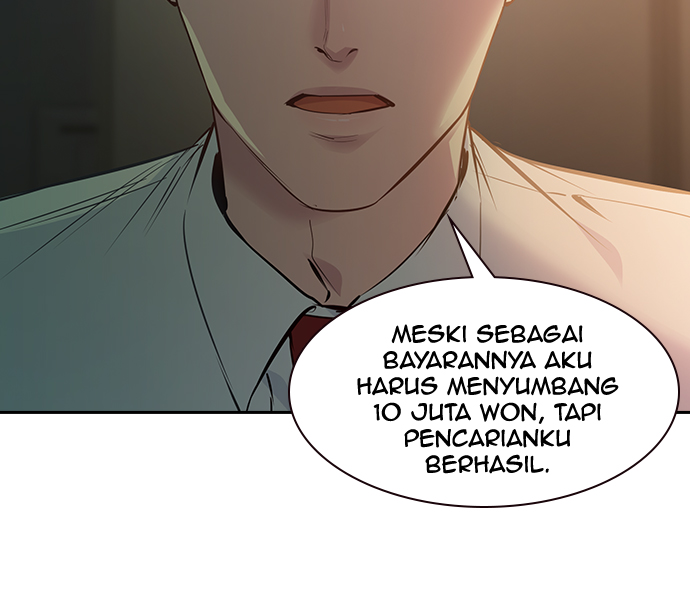 MESKI SEBAGAI
BAYARANNYA AKU
HARUS MENYUMBANG
10 JUTA WON, TAPI
PENCARIANKU
BERHASIL.